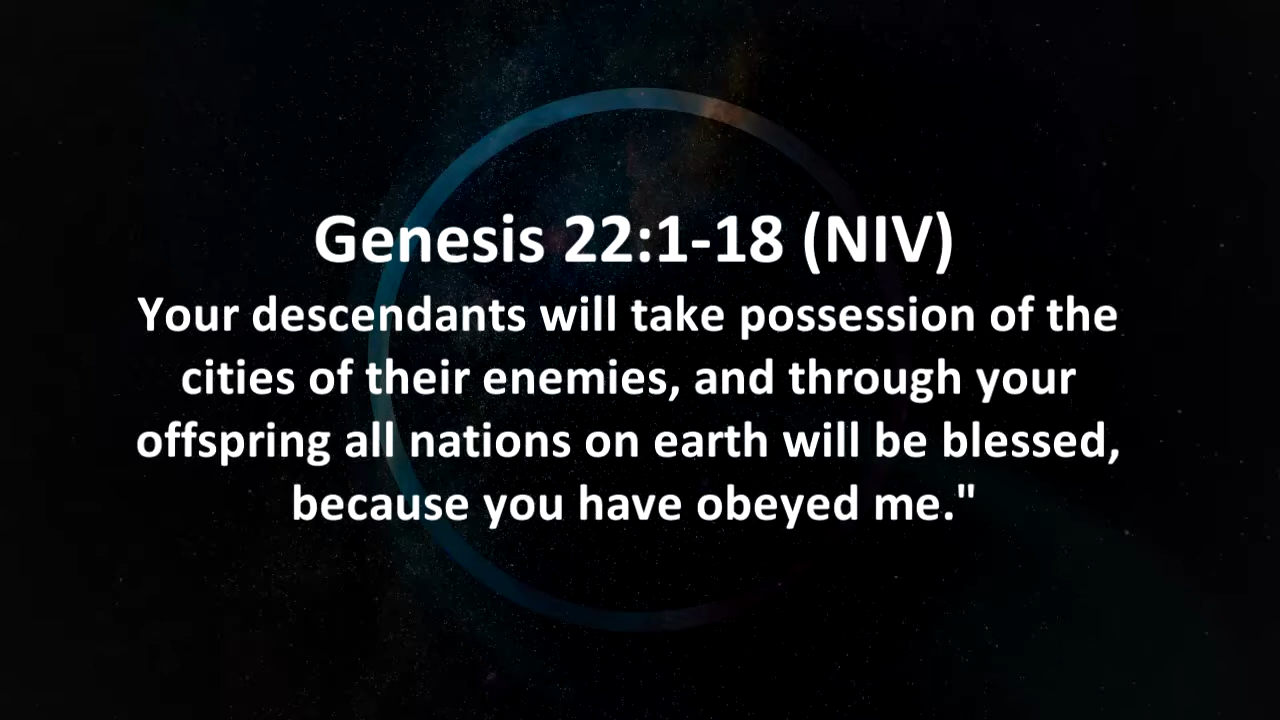 Genesis 22:1-18 (NIV)
Your descendants will take possession of the
cities of their enemies, and through your
offspring all nations on earth will be blessed,
because you have obeyed me."